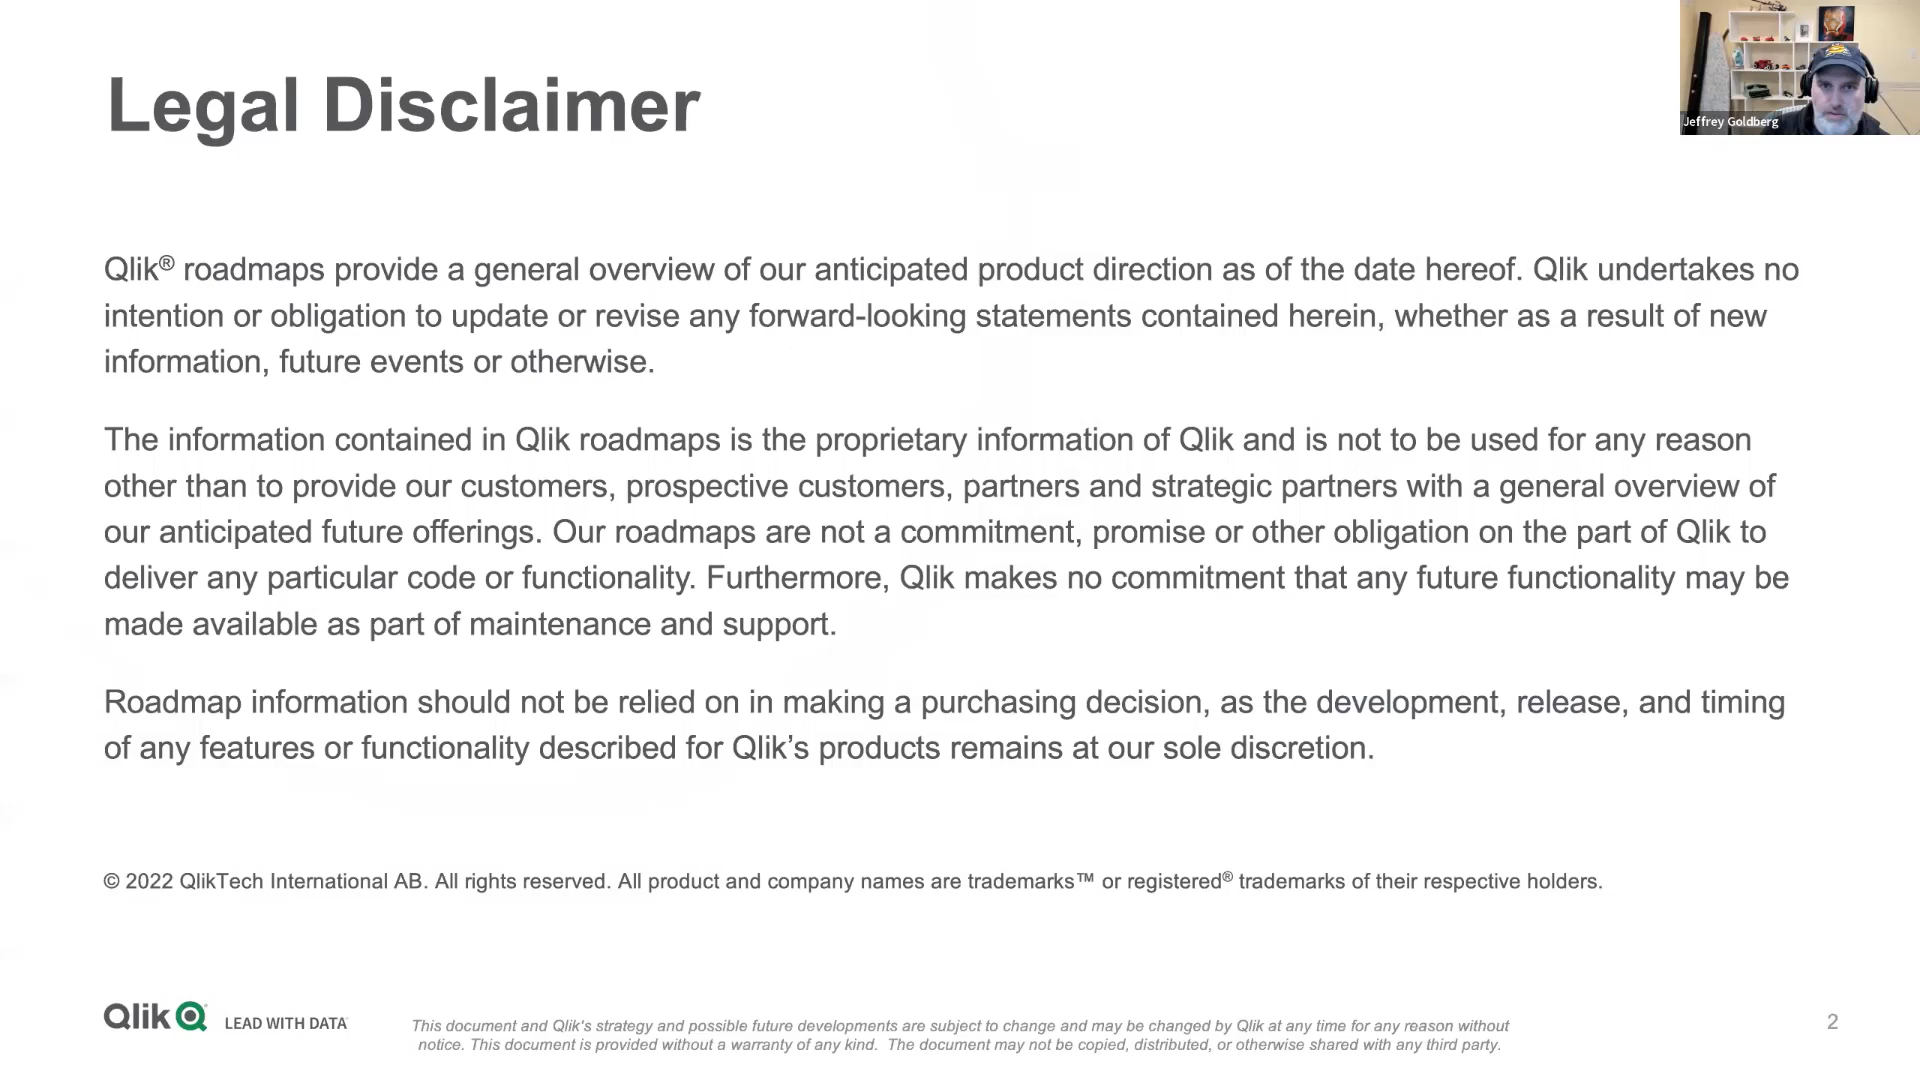 Legal Disclaimer
Jeffrey Goldberg
Qlik® roadmaps provide a general overview of our anticipated product direction as of the date hereof. Qlik undertakes no
intention or obligation to update or revise any forward-looking statements contained herein, whether as a result of new
information, future events or otherwise.
The information contained in Qlik roadmaps is the proprietary information of Qlik and is not to be used for any reason
other than to provide our customers, prospective customers, partners and strategic partners with a general overview of
our anticipated future offerings. Our roadmaps are not a commitment, promise or other obligation on the part of Qlik to
deliver any particular code or functionality. Furthermore, Qlik makes no commitment that any future functionality may be
made available as part of maintenance and support.
Roadmap information should not be relied on in making a purchasing decision, as the development, release, and timing
of any features or functionality described for Qlik’s products remains at our sole discretion.
© 2022 QlikTech International AB. All rights reserved. All product and company names are trademarks™ or registered® trademarks of their respective holders.
Qlik LEAD WITH DATA
This document and Qlik's strategy and possible future developments are subject to change and may be changed by Qlik at any time for any reason without
notice. This document is provided without a warranty of any kind. The document may not be copied, distributed, or otherwise shared with any third party.
2